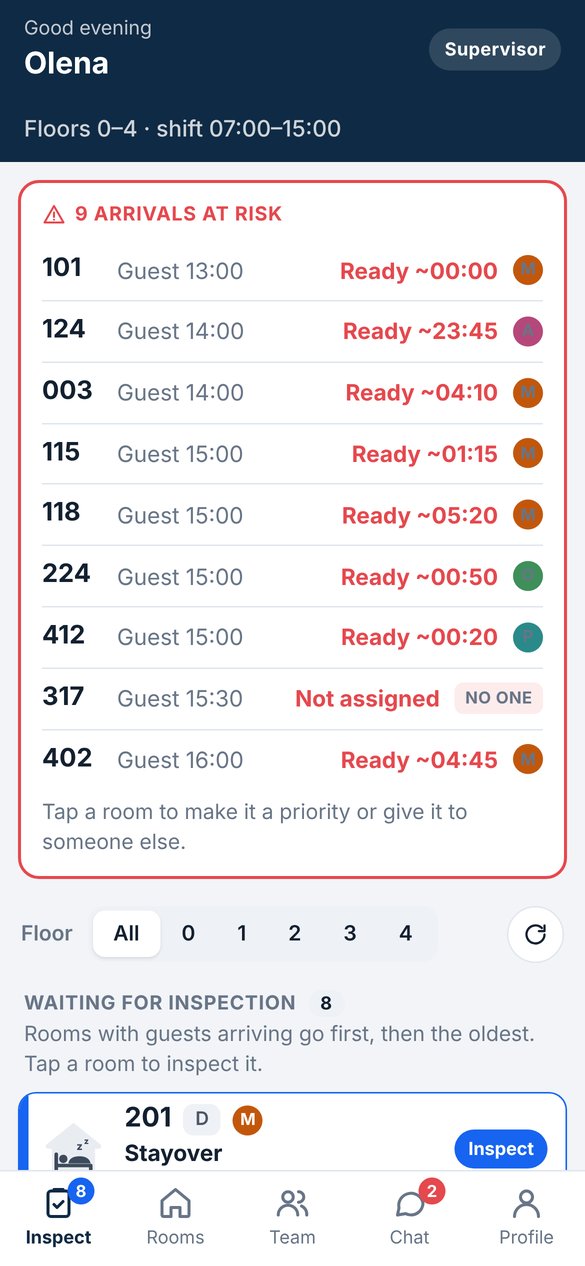 Good evening
Olena
Supervisor
Floors 0–4 · shift 07:00–15:00
9 ARRIVALS AT RISK
101 Guest 13:00 Ready ~00:00 M
124 Guest 14:00 Ready ~23:45 A
003 Guest 14:00 Ready ~04:10 M
115 Guest 15:00 Ready ~01:15 M
118 Guest 15:00 Ready ~05:20 M
224 Guest 15:00 Ready ~00:50
412 Guest 15:00 Ready ~00:20 P
317 Guest 15:30 Not assigned NO ONE
402 Guest 16:00 Ready ~04:45 M
Tap a room to make it a priority or give it to
someone else.
Floor All 0 1 2 3 4
WAITING FOR INSPECTION 8
Rooms with guests arriving go first, then the oldest.
Tap a room to inspect it.
201 D M
z z
Stayover
Inspect
8
2
Inspect Rooms Team Chat Profile